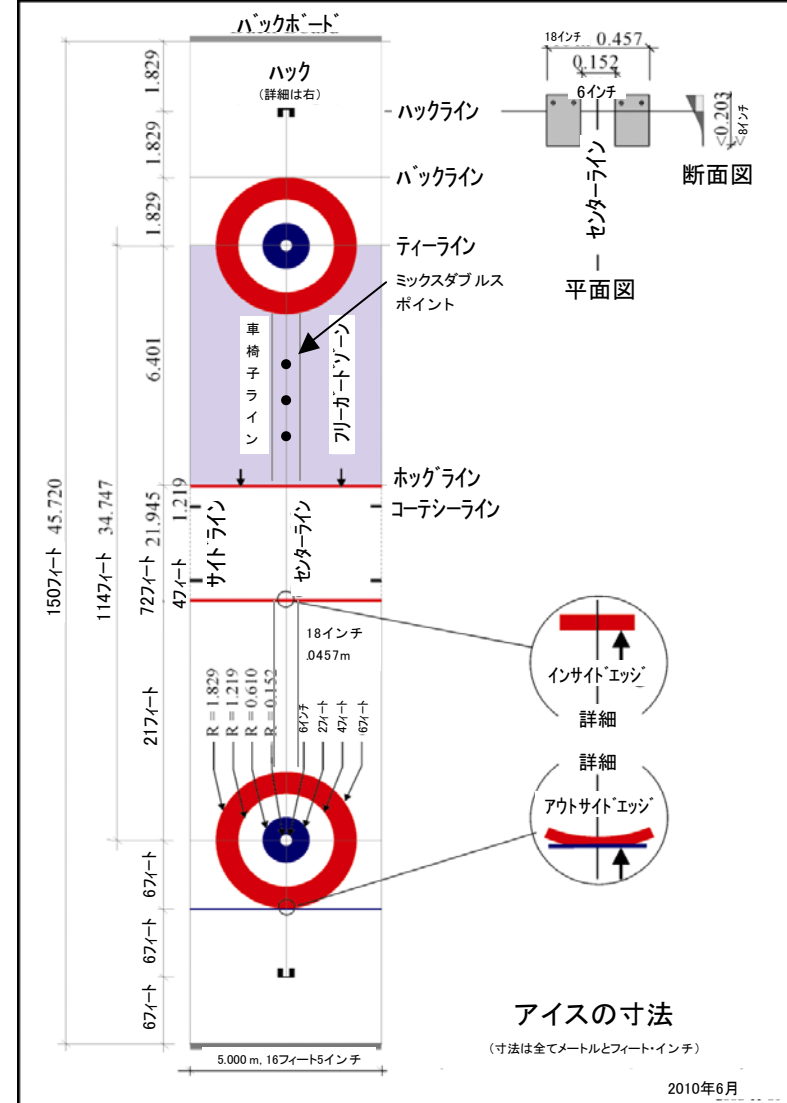 バックボード
ハック
(詳細は右)
ハックライン
バックライン
ティーライン
ミックスダブルス
ポイント
車椅子ライン
フリーガードゾーン
ホッグライン
コーテシーライン
サイドライン
センターライン
1.829
1.829
1.829
6.401
150フィート 45.720
114フィート 34.747
72フィート 21.945
4フィート 1.219
21フィート
6フィート
6フィート
6フィート
18インチ
.0457m
R = 1.829
R = 1.219
R = 0.610
R = 0.152
6インチ
2フィート
4フィート
6フィート
5.000 m, 16フィート5インチ
18インチ 0.457
0.152
6インチ
0.203
8インチ
センターライン
断面図
平面図
インサイドエッジ
詳細
詳細
アウトサイドエッジ
アイスの寸法
(寸法は全てメートルとフィート・インチ)
2010年6月